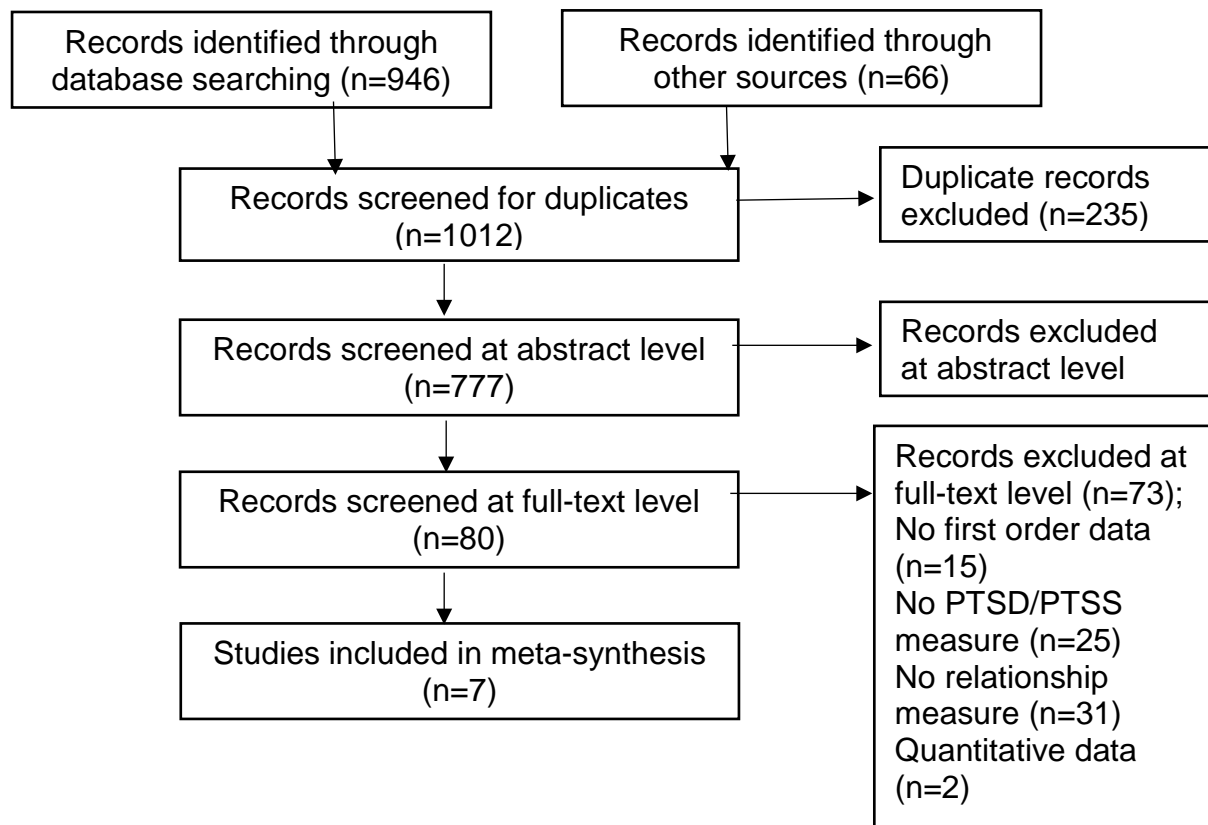 Records identified through
database searching (n=946)
Records identified through
other sources (n=66)
Records screened for duplicates
(n=1012)
Duplicate records
excluded (n=235)
Records screened at abstract level
(n=777)
Records excluded
at abstract level
Records screened at full-text level
(n=80)
Records excluded at
full-text level (n=73);
No first order data
(n=15)
No PTSD/PTSS
measure (n=25)
No relationship
measure (n=31)
Quantitative data
(n=2)
Studies included in meta-synthesis
(n=7)